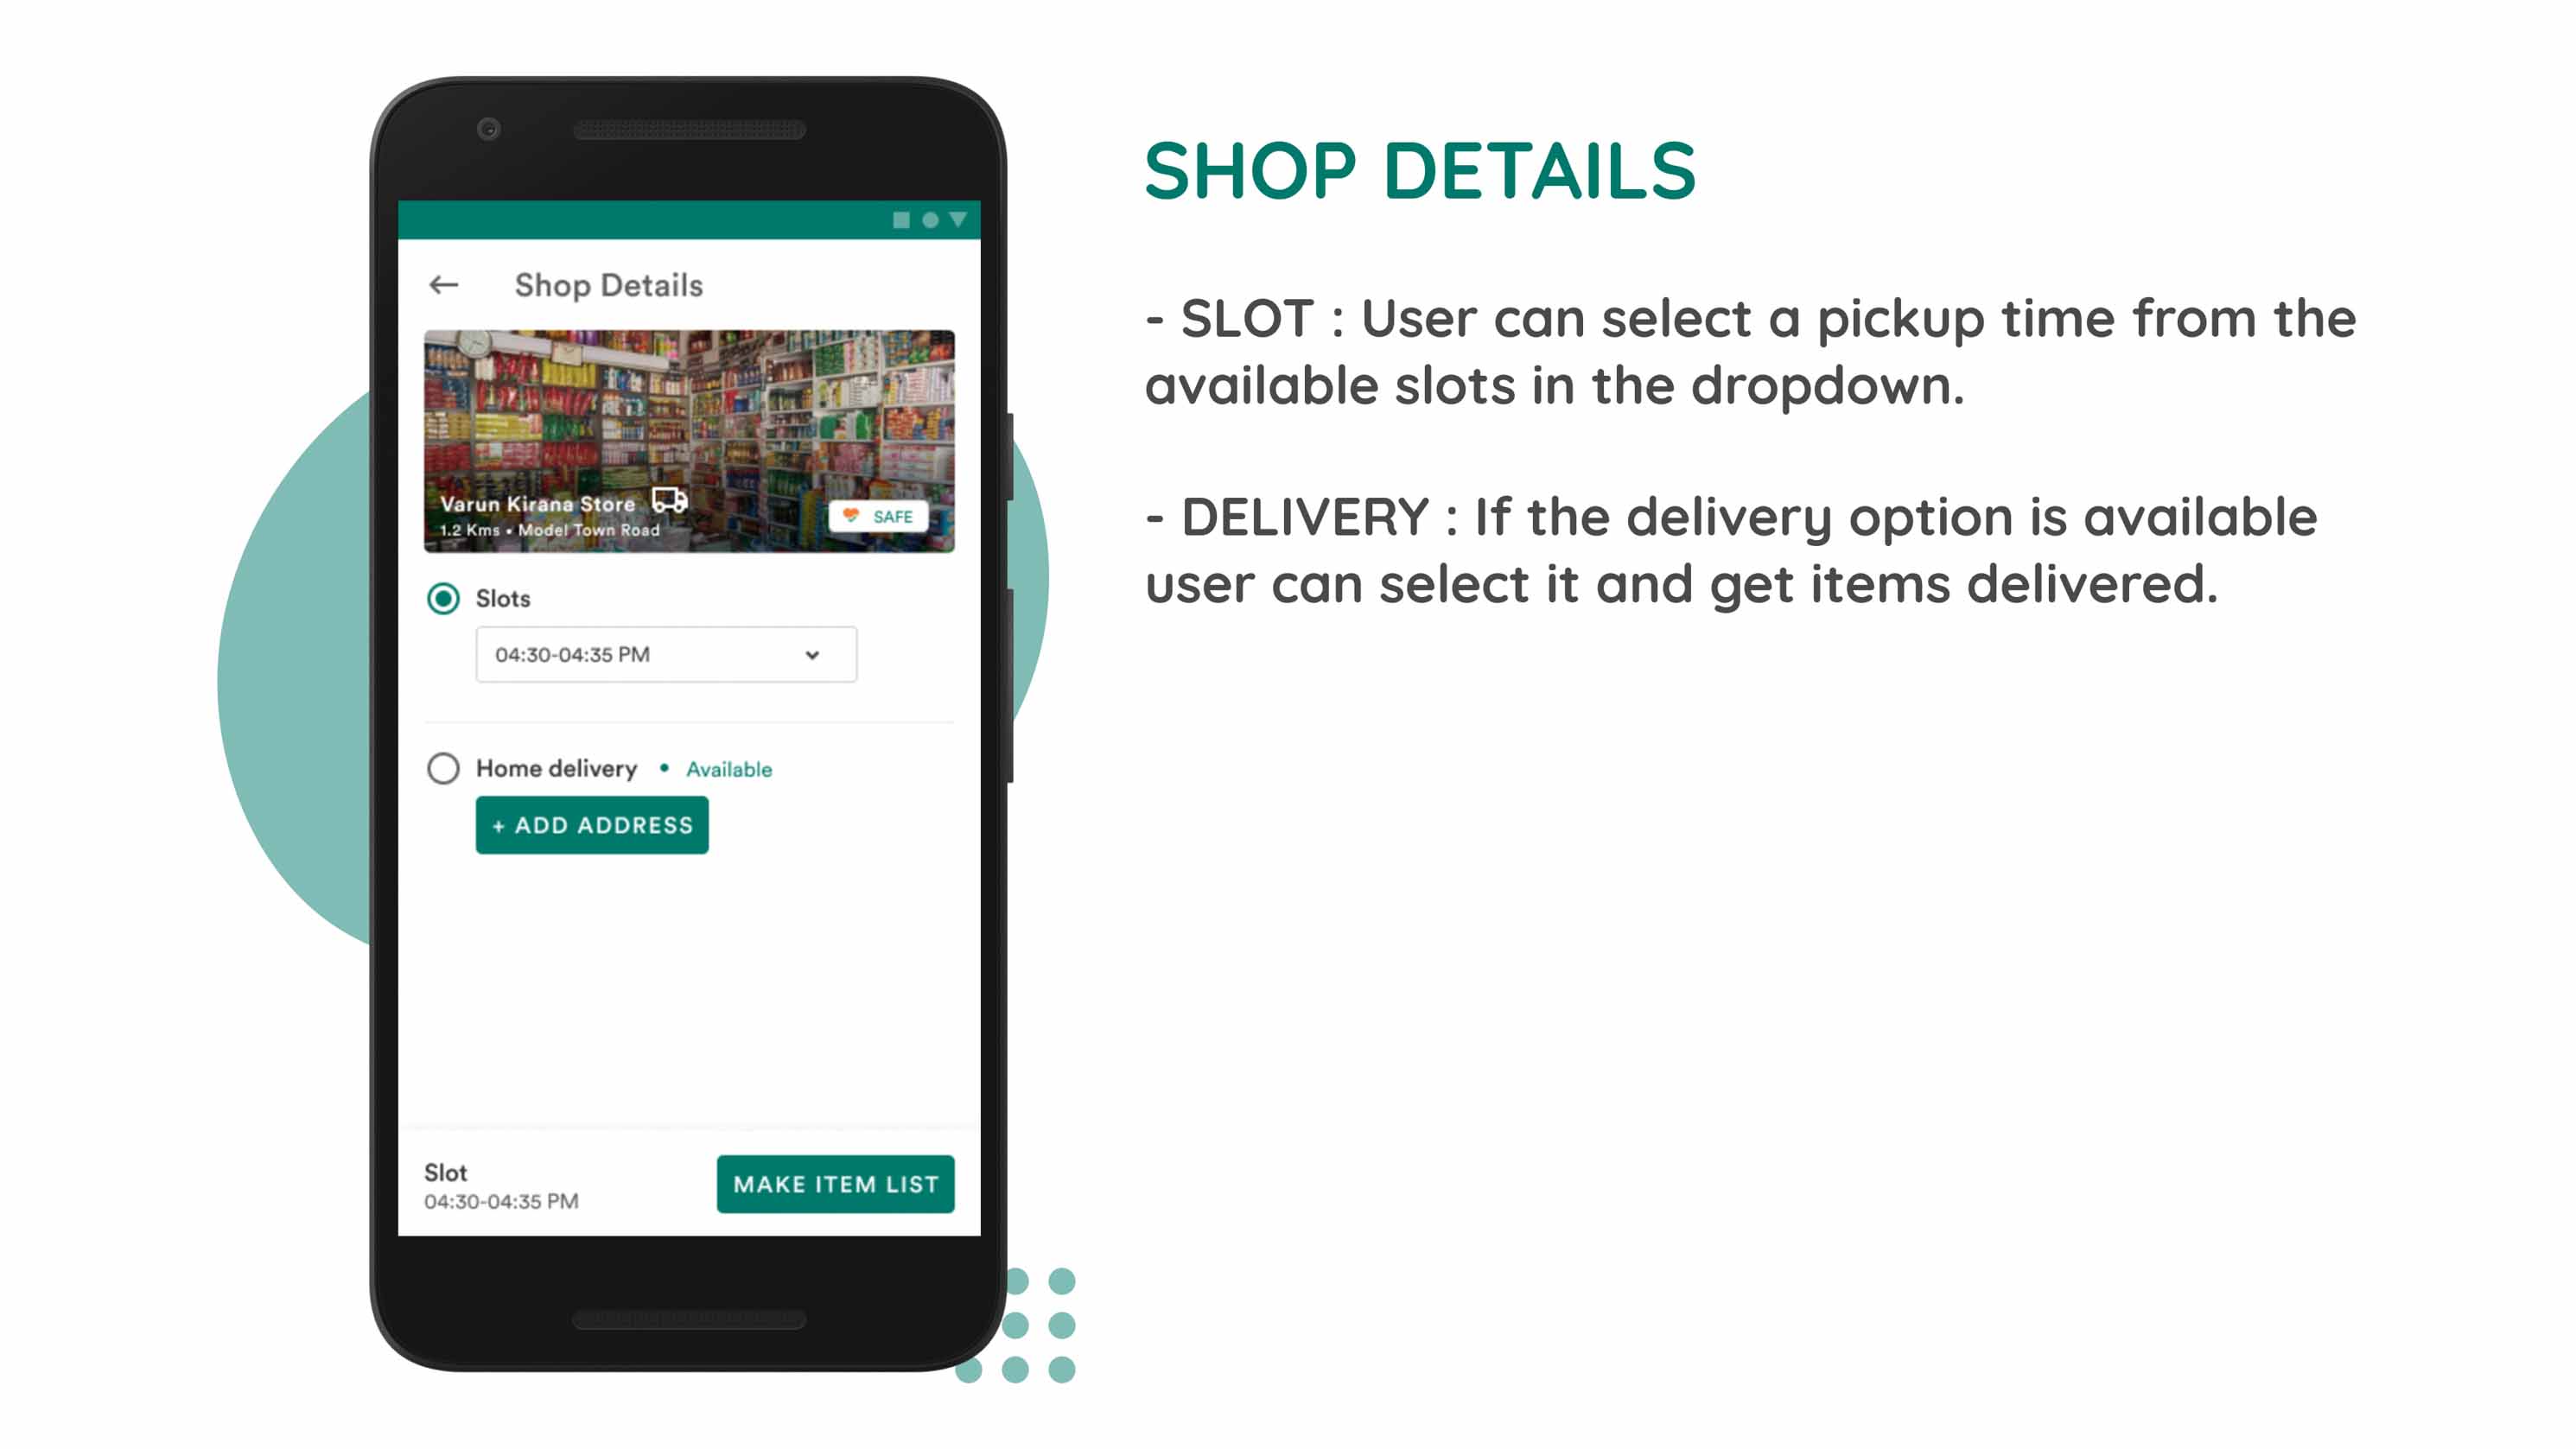 Shop Details
Varun Kirana Store
1.2 Kms • Model Town Road
SAFE
Slots
04:30-04:35 PM
Home delivery • Available
+ ADD ADDRESS
Slot
04:30-04:35 PM
MAKE ITEM LIST
SHOP DETAILS
- SLOT : User can select a pickup time from the
available slots in the dropdown.
- DELIVERY : If the delivery option is available
user can select it and get items delivered.